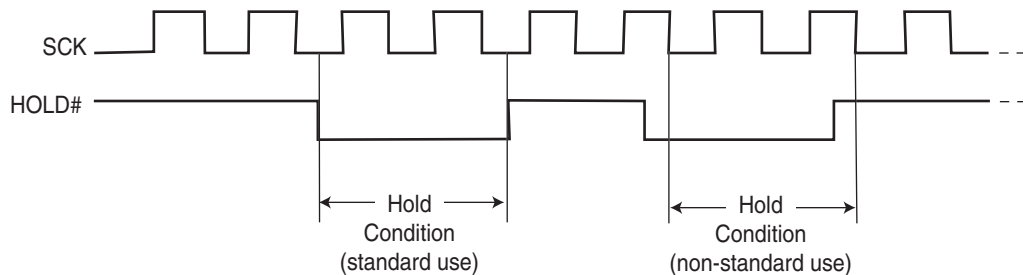 SCK
HOLD#
Hold
Condition
(standard use)
Hold
Condition
(non-standard use)